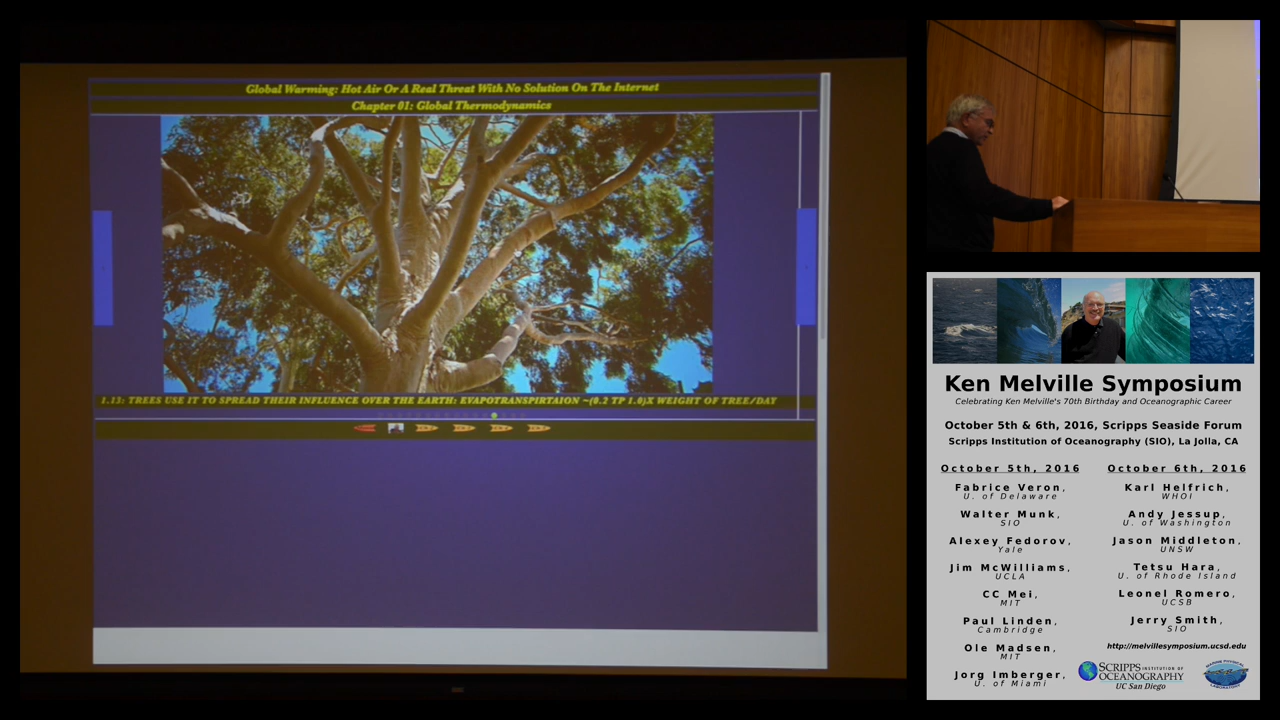 Global Warming: Hot Air Or A Real Threat With No Solution On The Internet
Chapter 01: Global Thermodynamics
1.13: TREES USE IT TO SPREAD THEIR INFLUENCE OVER THE EARTH: EVAPOTRANSPIRTAION ~(0.2 TP 1.0)X WEIGHT OF TREE/DAY
Ken Melville Symposium
Celebrating Ken Melville's 70th Birthday and Oceanographic Career
October 5th & 6th, 2016, Scripps Seaside Forum
Scripps Institution of Oceanography (SIO), La Jolla, CA
October 5th, 2016
Fabrice Veron,
U. of Delaware
Walter Munk,
SIO
Alexey Fedorov,
Yale
Jim McWilliams,
UCLA
CC Mei,
MIT
Paul Linden,
Cambridge
Ole Madsen,
MIT
Jorg Imberger,
U. of Miami
October 6th, 2016
Karl Helfrich,
WHOI
Andy Jessup,
U. of Washington
Jason Middleton,
UNSW
Tetsu Hara,
U. of Rhode Island
Leonel Romero,
UCSB
Jerry Smith,
SIO
http://melvillesymposium.ucsd.edu
SCRIPPS INSTITUTION OF
OCEANOGRAPHY
UC San Diego
MARINE PHYSICAL
LABORATORY